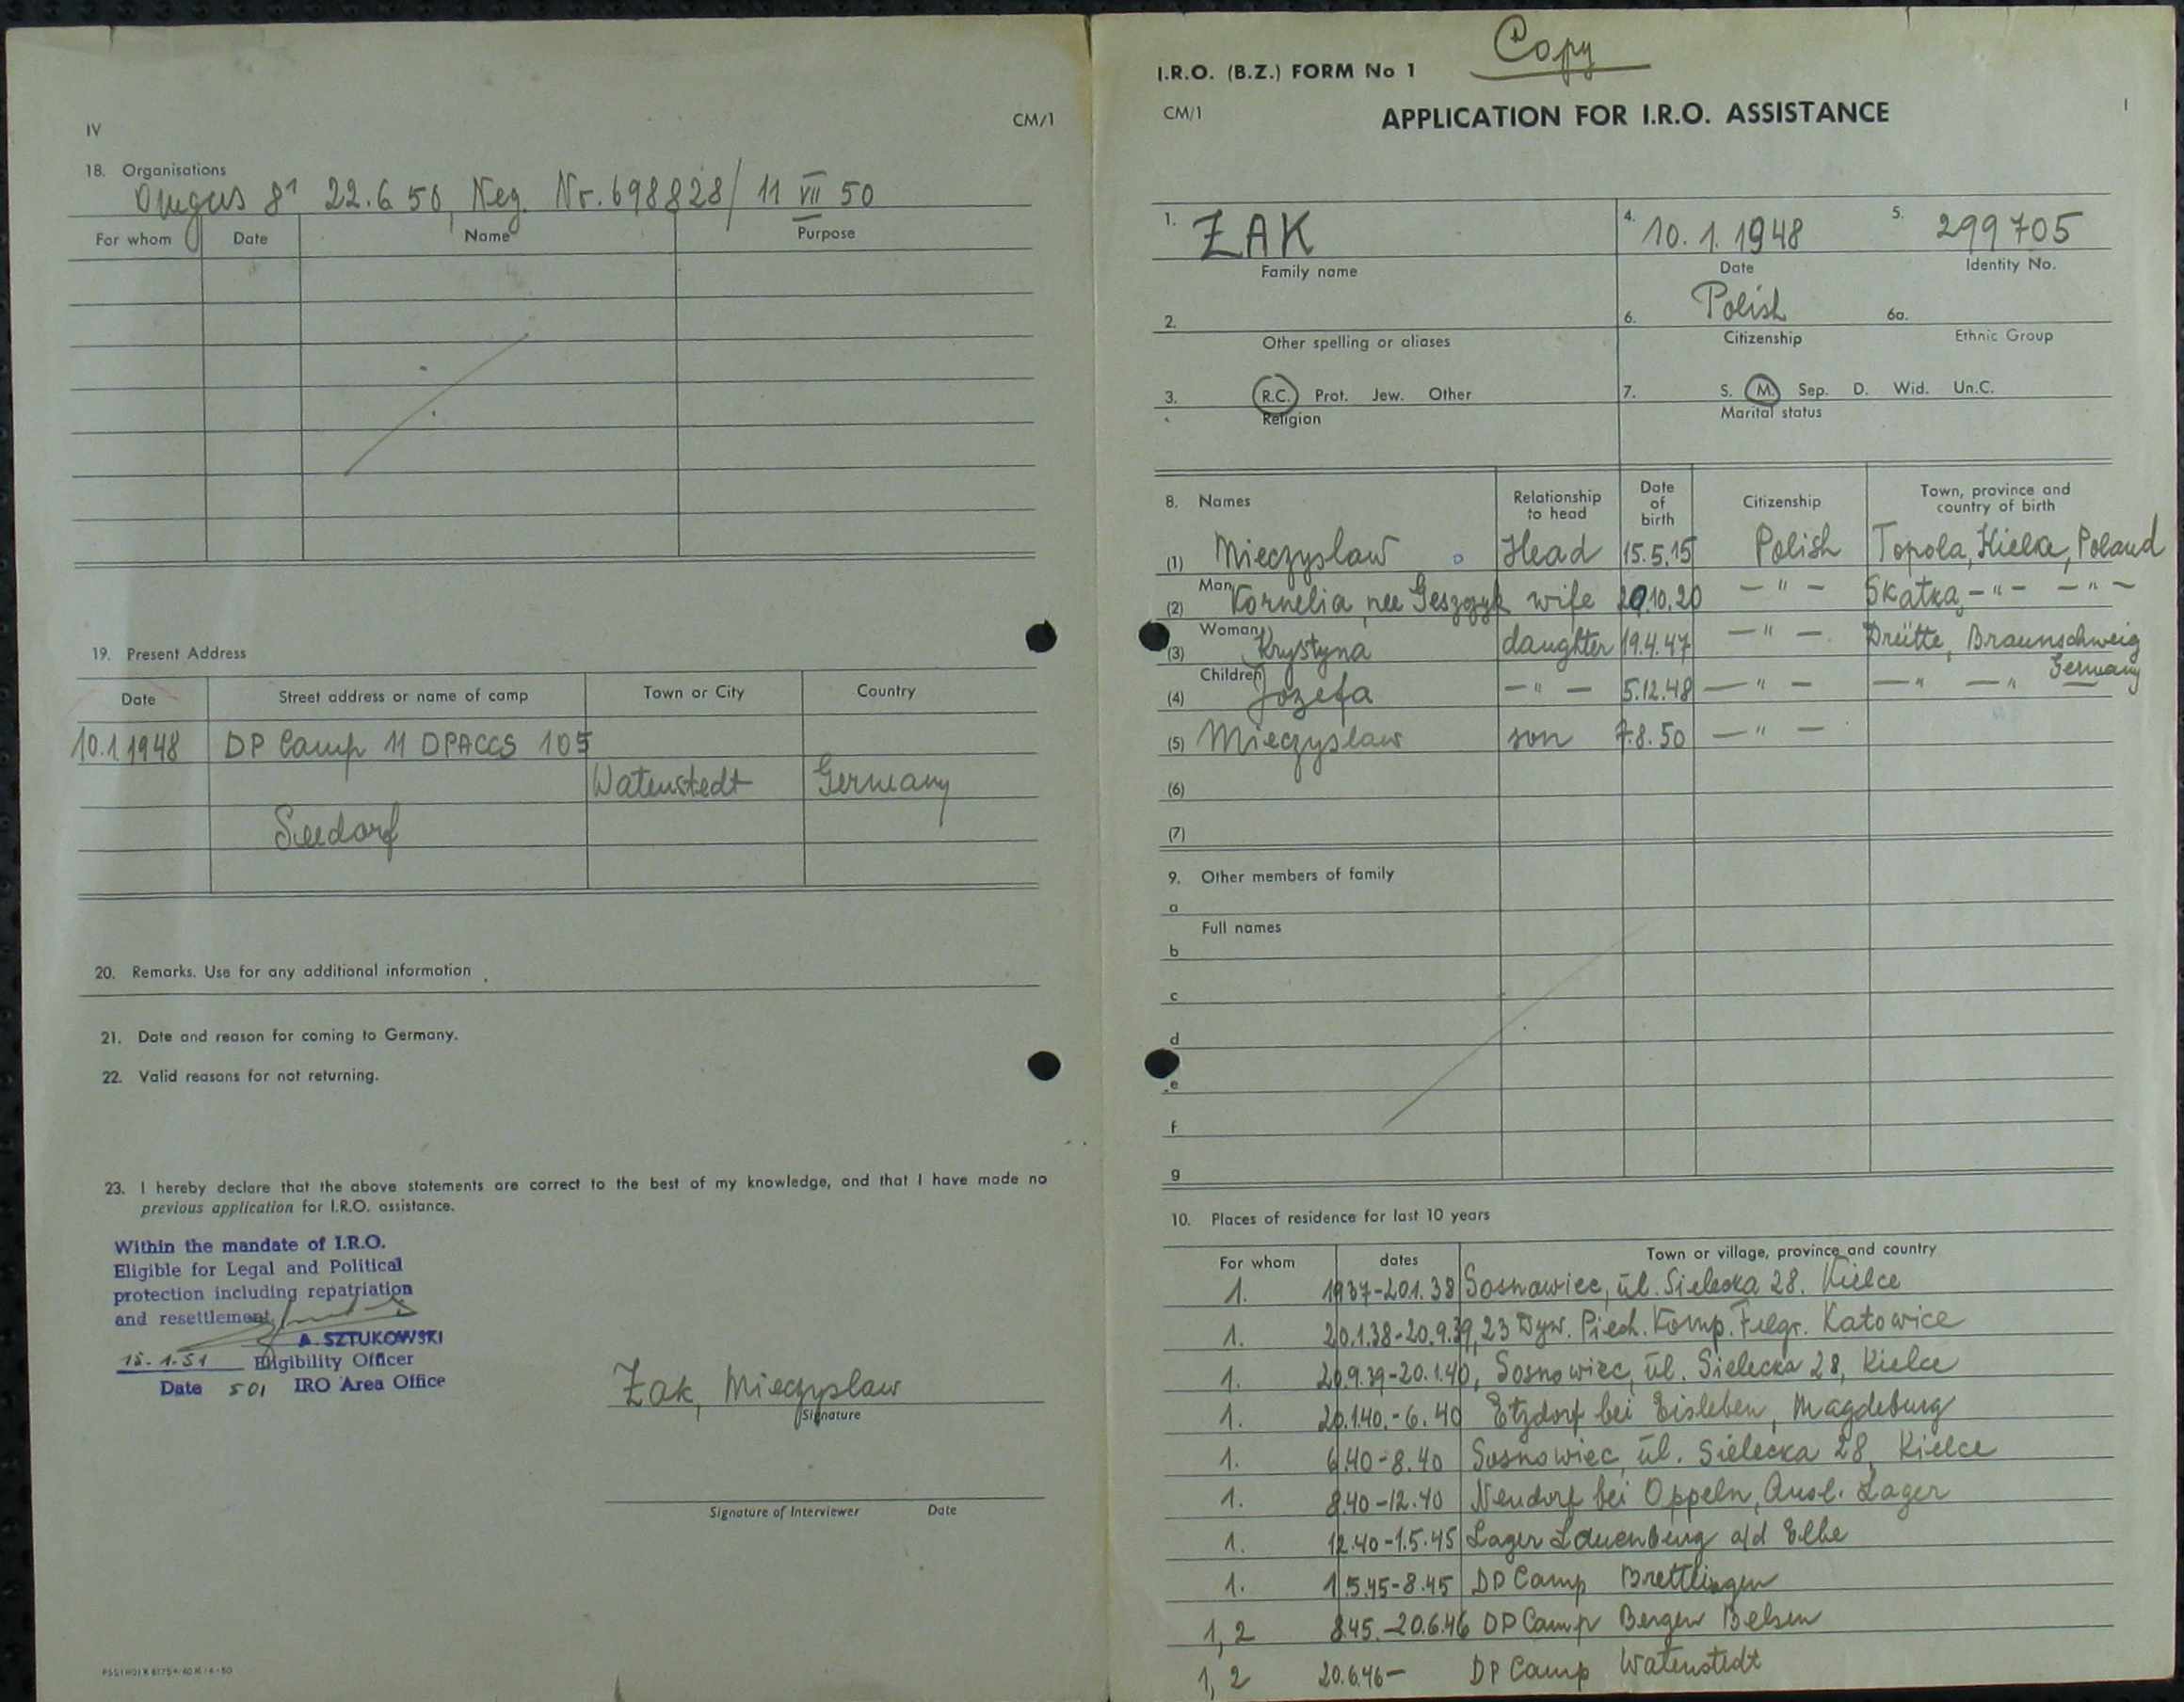 IV
CM/1
18. Organisations
81 22.6 50, Neg. Nr. 698828/ 11 VII 50
For whom Date Name Purpose
19. Present Address
Date Street address or name of camp Town or City Country
10.1.1948 DP Camp 11 DPACCS 105
Watenstedt Germany
Seedorf
20. Remarks. Use for any additional information
21. Date and reason for coming to Germany.
22. Valid reasons for not returning.
23. I hereby declare that the above statements are correct to the best of my knowledge, and that I have made no
previous application for I.R.O. assistance.
Within the mandate of I.R.O.
Eligible for Legal and Political
protection including repatriation
and resettlement
A. SZTUKOWSKI
15.1.51 Eligibility Officer
Date 501 IRO Area Office
Żak, Mieczyslaw
Signature
Signature of Interviewer Date
Copy
I.R.O. (B.Z.) FORM No 1
CM/1 APPLICATION FOR I.R.O. ASSISTANCE I
1. ŻAK 4. 10.1.1948 5. 299705
Family name Date Identity No.
2. 6. Polish 6a.
Other spelling or aliases Citizenship Ethnic Group
3. R.C. Prot. Jew. Other 7. S. M. Sep. D. Wid. Un.C.
Religion Marital status
8. Names Relationship to head Date of birth Citizenship Town, province and country of birth
(1) Mieczyslaw Head 15.5.15 Polish Topola, Poland
Man
(2) Kornelia, nee wife 20.10.20 - " - Skatka, - " - - " -
Woman
(3) Krystyna daughter 19.4.47 - " - Drütte, Braunschweig
Children Germany
(4) Jozefa - " - 5.12.48 - " - - " - "
(5) Mieczyslaw son 7.8.50 - " -
(6)
(7)
9. Other members of family
a
Full names
b
c
d
e
f
g
10. Places of residence for last 10 years
For whom dates Town or village, province and country
1. 1937-20.1.38 Sosnowiec, ul. Sielecka 28. Kielce
1. 20.1.38-20.9.39, 23 Dyw. Piech. Komp. Katowice
1. 20.9.39-20.1.40, Sosnowiec, ul. Sielecka 28, Kielce
1. 20.1.40.-6.40 Etzdorf bei Eisleben, Magdeburg
1. 6.40-8.40 Sosnowiec, ul. Sielecka 28, Kielce
1. 8.40-12.40 Neudorf bei Oppeln, Ausl. Lager
1. 12.40-1.5.45 Lager Lauenburg a/d Elbe
1. 1.5.45-8.45 DP Camp
1, 2 8.45.-20.6.46 DP Camp Bergen Belsen
1, 2 20.6.46- DP Camp Watenstedt